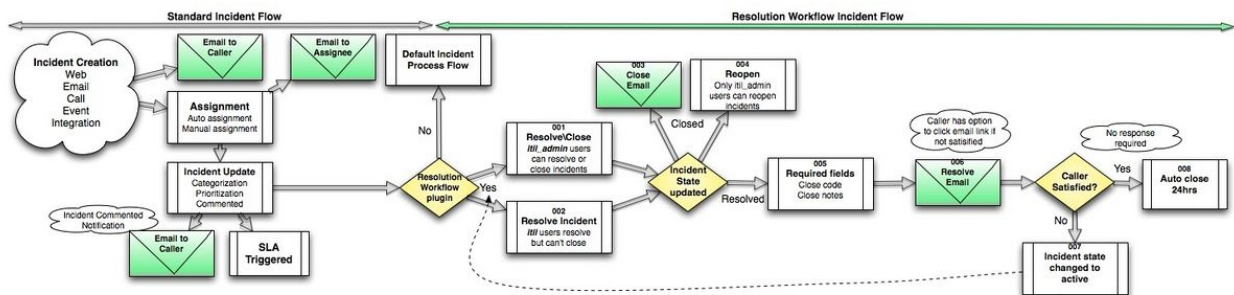 Standard Incident Flow
Resolution Workflow Incident Flow
Incident Creation
Web
Email
Call
Event
Integration
Email to
Caller
Email to
Assignee
Assignment
Auto assignment
Manual assignment
Incident Update
Categorization
Prioritization
Commented
Incident Commented
Notification
Email to
Caller
SLA
Triggered
Default Incident
Process Flow
No
Resolution
Workflow
plugin
Yes
001
Resolve\Close
itil_admin users
can resolve or
close incidents
002
Resolve Incident
itil users resolve
but can't close
Incident
State
updated
Closed
003
Close
Email
004
Reopen
Only itil_admin
users can reopen
incidents
Resolved
005
Required fields
Close code
Close notes
Caller has option
to click email link if
not satisified
006
Resolve
Email
Caller
Satisfied?
No response
required
Yes
008
Auto close
24hrs
No
007
Incident state
changed to
active